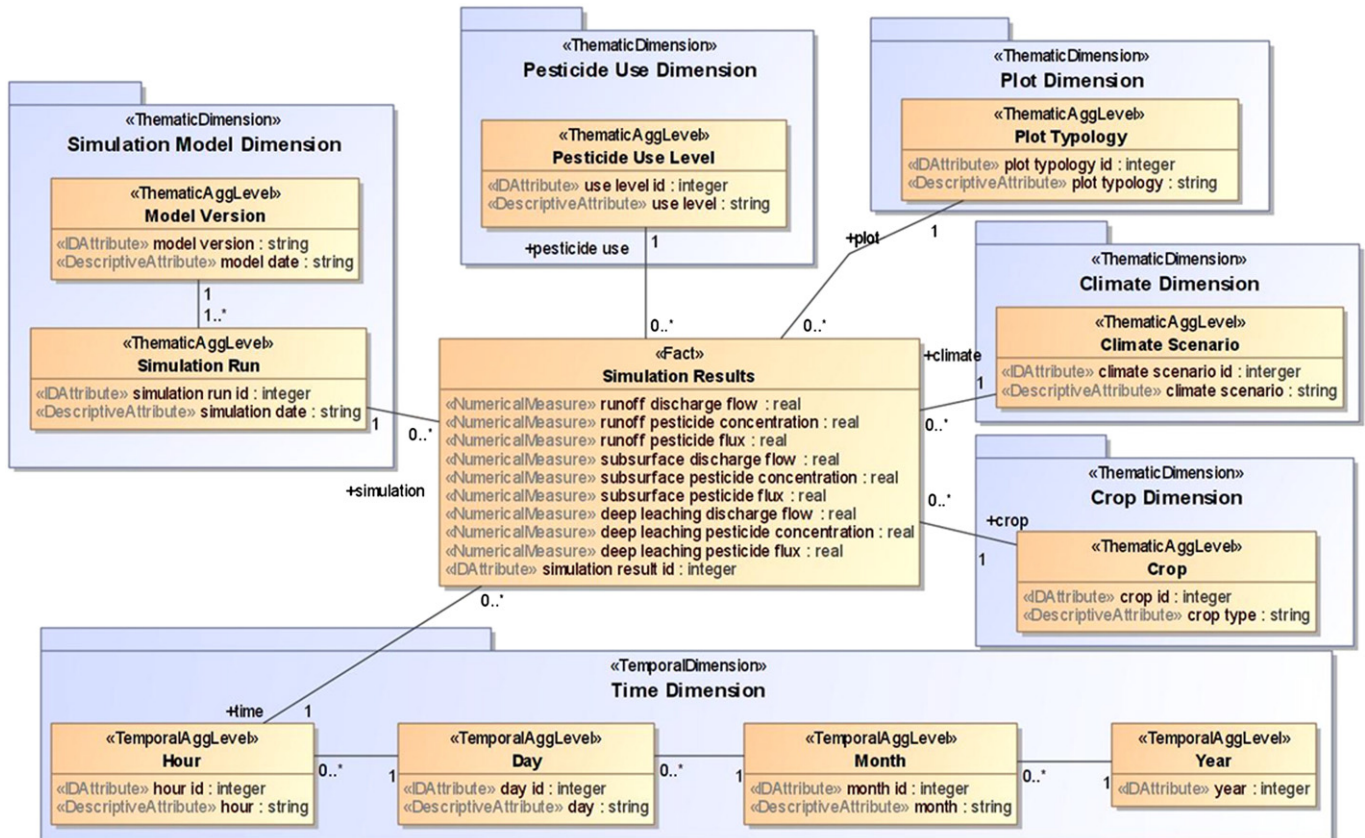 «ThematicDimension»
Simulation Model Dimension
«ThematicAggLevel»
Model Version
«IDAttribute» model version : string
«DescriptiveAttribute» model date : string
1
1..*
«ThematicAggLevel»
Simulation Run
«IDAttribute» simulation run id : integer
«DescriptiveAttribute» simulation date : string
1
0..*
+simulation
«ThematicDimension»
Pesticide Use Dimension
«ThematicAggLevel»
Pesticide Use Level
«IDAttribute» use level id : integer
«DescriptiveAttribute» use level : string
+pesticide use
1
0..*
«ThematicDimension»
Plot Dimension
«ThematicAggLevel»
Plot Typology
«IDAttribute» plot typology id : integer
«DescriptiveAttribute» plot typology : string
+plot
1
0..*
«ThematicDimension»
Climate Dimension
«ThematicAggLevel»
Climate Scenario
«IDAttribute» climate scenario id : interger
«DescriptiveAttribute» climate scenario : string
+climate
1
0..*
«Fact»
Simulation Results
«NumericalMeasure» runoff discharge flow : real
«NumericalMeasure» runoff pesticide concentration : real
«NumericalMeasure» runoff pesticide flux : real
«NumericalMeasure» subsurface discharge flow : real
«NumericalMeasure» subsurface pesticide concentration : real
«NumericalMeasure» subsurface pesticide flux : real
«NumericalMeasure» deep leaching discharge flow : real
«NumericalMeasure» deep leaching pesticide concentration : real
«NumericalMeasure» deep leaching pesticide flux : real
«IDAttribute» simulation result id : integer
«ThematicDimension»
Crop Dimension
«ThematicAggLevel»
Crop
«IDAttribute» crop id : integer
«DescriptiveAttribute» crop type : string
0..*
+crop
1
0..*
«TemporalDimension»
Time Dimension
+time
1
«TemporalAggLevel»
Hour
«IDAttribute» hour id : integer
«DescriptiveAttribute» hour : string
0..*
1
«TemporalAggLevel»
Day
«IDAttribute» day id : integer
«DescriptiveAttribute» day : string
0..*
1
«TemporalAggLevel»
Month
«IDAttribute» month id : integer
«DescriptiveAttribute» month : string
0..*
1
«TemporalAggLevel»
Year
«IDAttribute» year : integer